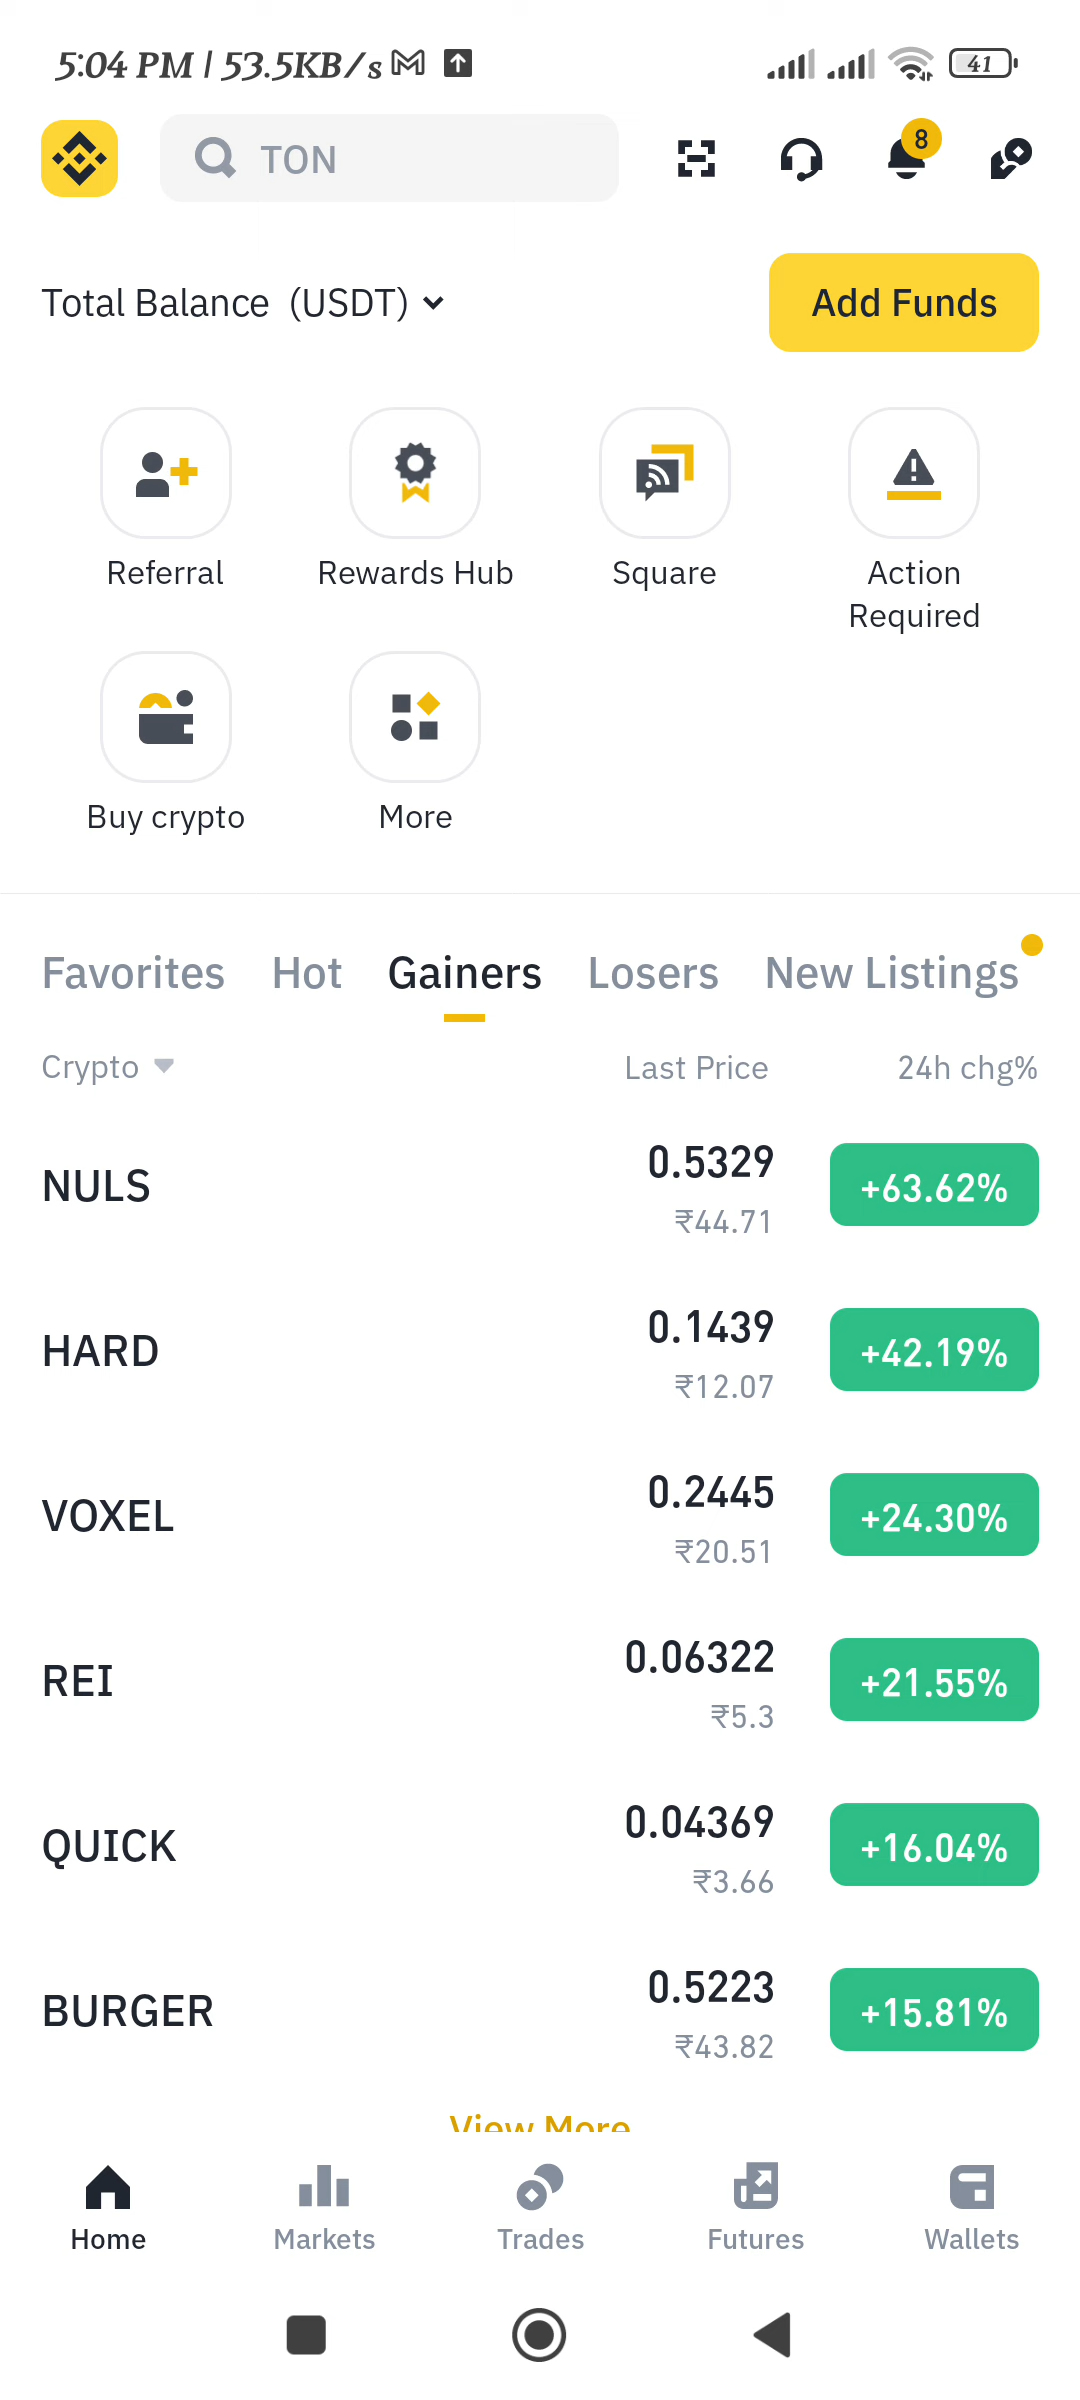 5:04 PM | 53.5KB/s 41
TON 8
Total Balance (USDT) Add Funds
Referral Rewards Hub Square Action Required
Buy crypto More
Favorites Hot Gainers Losers New Listings
Crypto Last Price 24h chg%
NULS 0.5329 +63.62%
₹44.71
HARD 0.1439 +42.19%
₹12.07
VOXEL 0.2445 +24.30%
₹20.51
REI 0.06322 +21.55%
₹5.3
QUICK 0.04369 +16.04%
₹3.66
BURGER 0.5223 +15.81%
₹43.82
View More
Home Markets Trades Futures Wallets